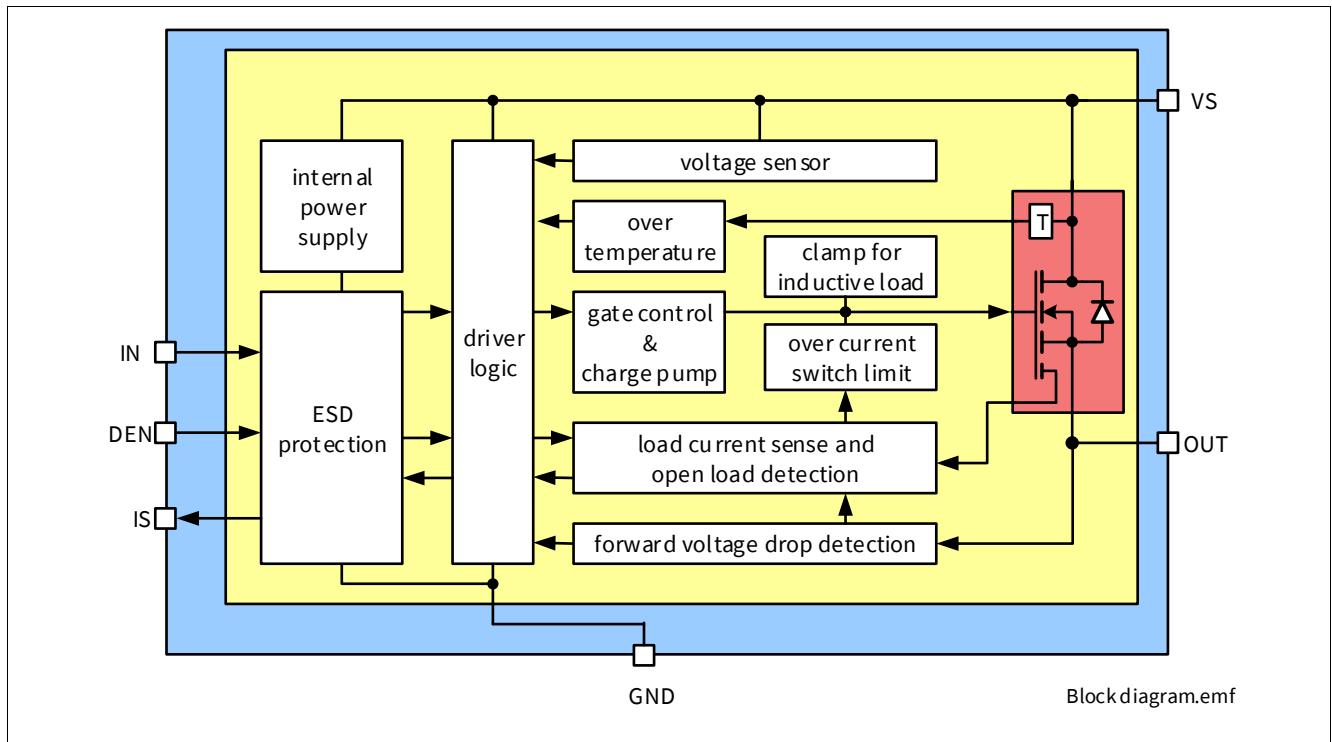 VS
voltage sensor
internal
power
supply
over
temperature
T
clamp for
inductive load
gate control
&
charge pump
driver
logic
over current
switch limit
IN
ESD
protection
DEN
load current sense and
open load detection
OUT
IS
forward voltage drop detection
GND
Block diagram.emf